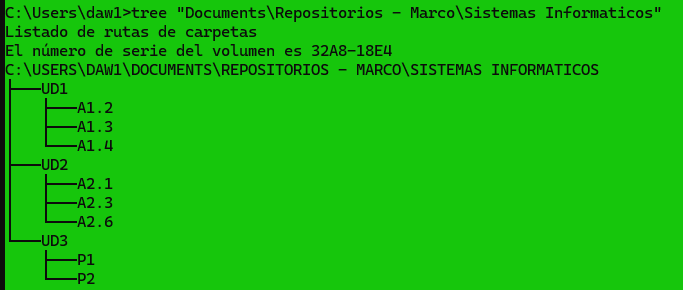 C:\Users\daw1>tree "Documents\Repositorios - Marco\Sistemas Informaticos"
Listado de rutas de carpetas
El número de serie del volumen es 32A8-18E4
C:\USERS\DAW1\DOCUMENTS\REPOSITORIOS - MARCO\SISTEMAS INFORMATICOS
├───UD1
│   ├───A1.2
│   ├───A1.3
│   └───A1.4
├───UD2
│   ├───A2.1
│   ├───A2.3
│   └───A2.6
└───UD3
    ├───P1
    └───P2